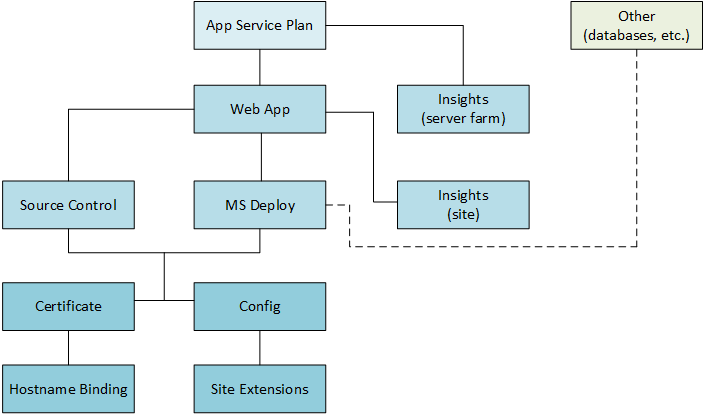 App Service Plan
Other
(databases, etc.)
Web App
Insights
(server farm)
Source Control
MS Deploy
Insights
(site)
Certificate
Config
Hostname Binding
Site Extensions